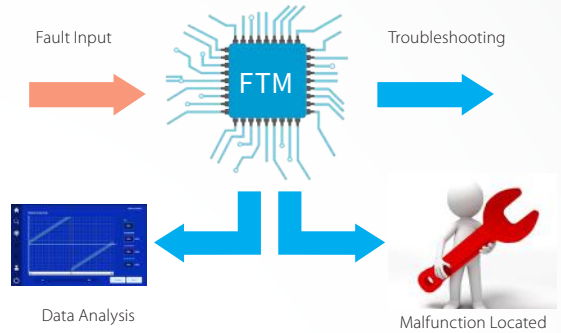 Fault Input
Troubleshooting
FTM
Data Analysis
Malfunction Located